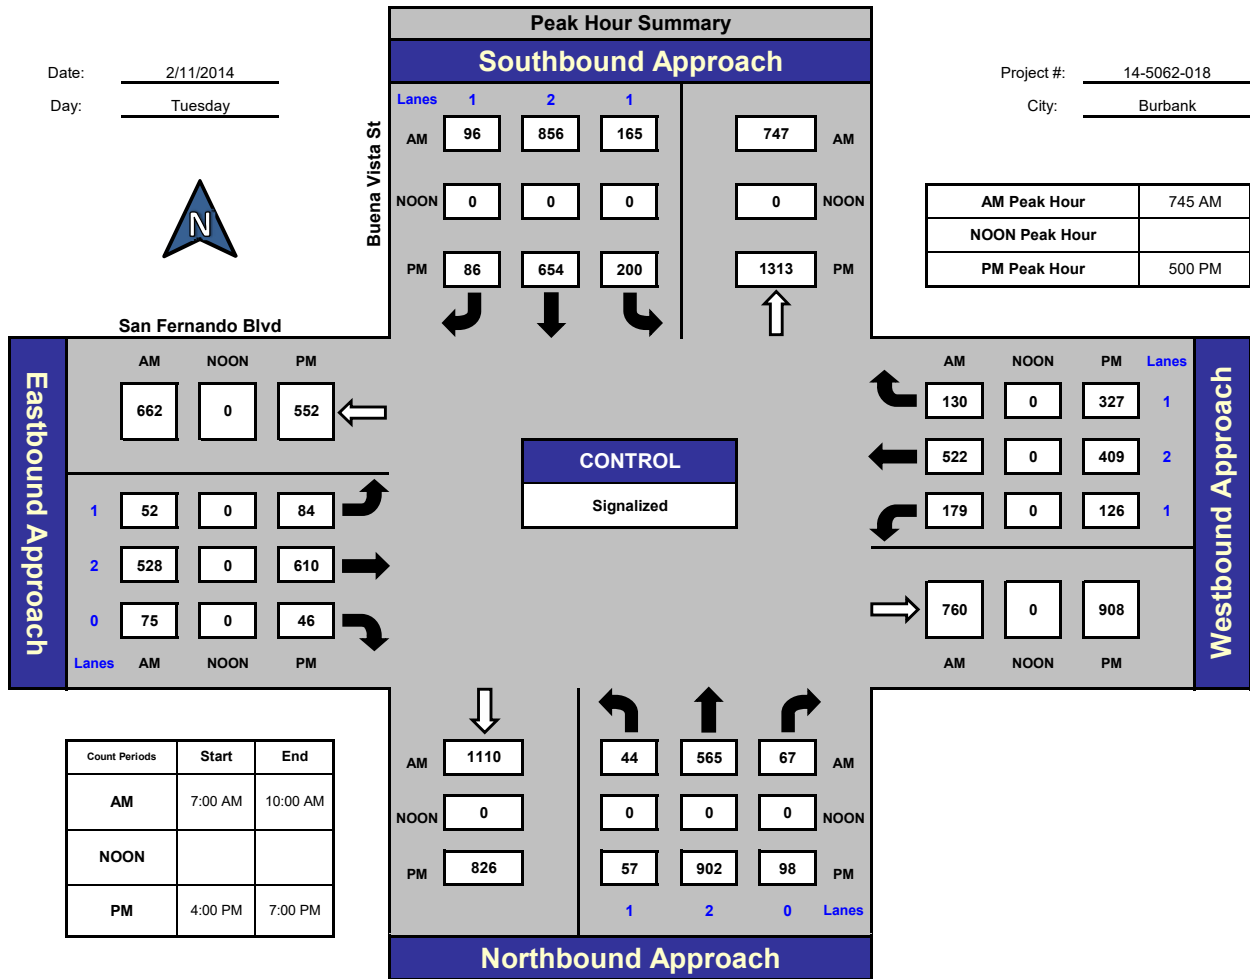 Peak Hour Summary
Southbound Approach
Date: 2/11/2014
Day: Tuesday
Project #: 14-5062-018
City: Burbank
N
Buena Vista St
Lanes 1 2 1
AM 96 856 165 747 AM
NOON 0 0 0 0 NOON
PM 86 654 200 1313 PM
AM Peak Hour 745 AM
NOON Peak Hour
PM Peak Hour 500 PM
San Fernando Blvd
Eastbound Approach
AM NOON PM
662 0 552
1 52 0 84
2 528 0 610
0 75 0 46
Lanes AM NOON PM
CONTROL
Signalized
AM NOON PM Lanes
130 0 327 1
522 0 409 2
179 0 126 1
760 0 908
AM NOON PM
Westbound Approach
Count Periods Start End
AM 7:00 AM 10:00 AM
NOON
PM 4:00 PM 7:00 PM
AM 1110 44 565 67 AM
NOON 0 0 0 0 NOON
PM 826 57 902 98 PM
1 2 0 Lanes
Northbound Approach